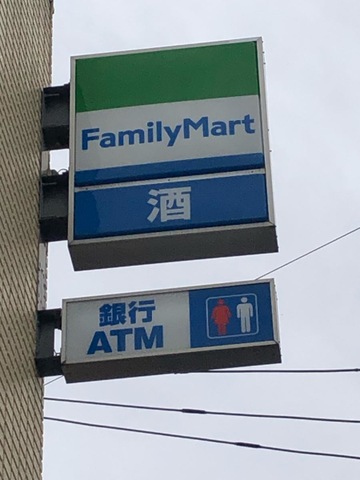 FamilyMart
酒
銀行
ATM